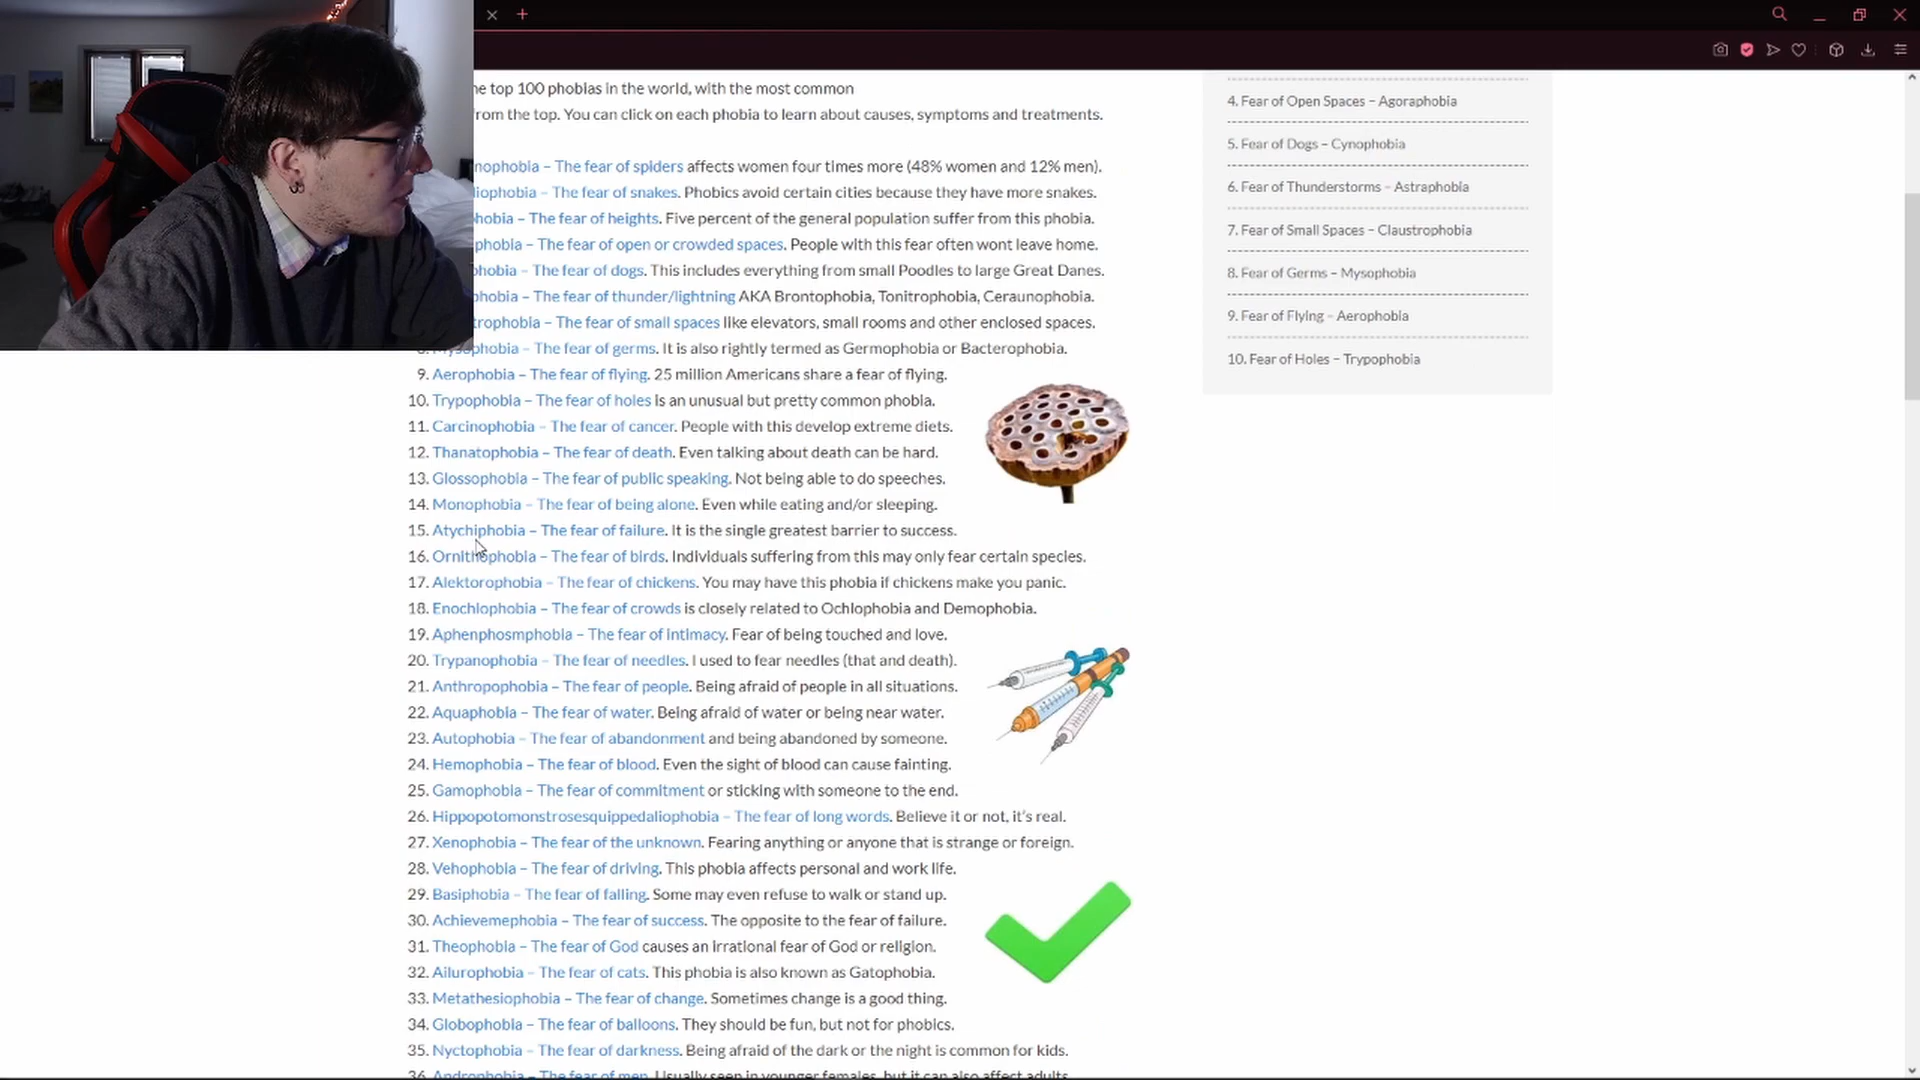 he top 100 phobias in the world, with the most common
from the top. You can click on each phobia to learn about causes, symptoms and treatments.
nophobia – The fear of spiders affects women four times more (48% women and 12% men).
iophobia – The fear of snakes. Phobics avoid certain cities because they have more snakes.
hobia – The fear of heights. Five percent of the general population suffer from this phobia.
phobia – The fear of open or crowded spaces. People with this fear often wont leave home.
hobia – The fear of dogs. This includes everything from small Poodles to large Great Danes.
phobia – The fear of thunder/lightning AKA Brontophobia, Tonitrophobia, Ceraunophobia.
trophobia – The fear of small spaces like elevators, small rooms and other enclosed spaces.
8. Mysophobia – The fear of germs. It is also rightly termed as Germophobia or Bacterophobia.
9. Aerophobia – The fear of flying. 25 million Americans share a fear of flying.
10. Trypophobia – The fear of holes is an unusual but pretty common phobia.
11. Carcinophobia – The fear of cancer. People with this develop extreme diets.
12. Thanatophobia – The fear of death. Even talking about death can be hard.
13. Glossophobia – The fear of public speaking. Not being able to do speeches.
14. Monophobia – The fear of being alone. Even while eating and/or sleeping.
15. Atychiphobia – The fear of failure. It is the single greatest barrier to success.
16. Ornithophobia – The fear of birds. Individuals suffering from this may only fear certain species.
17. Alektorophobia – The fear of chickens. You may have this phobia if chickens make you panic.
18. Enochlophobia – The fear of crowds is closely related to Ochlophobia and Demophobia.
19. Aphenphosmphobia – The fear of intimacy. Fear of being touched and love.
20. Trypanophobia – The fear of needles. I used to fear needles (that and death).
21. Anthropophobia – The fear of people. Being afraid of people in all situations.
22. Aquaphobia – The fear of water. Being afraid of water or being near water.
23. Autophobia – The fear of abandonment and being abandoned by someone.
24. Hemophobia – The fear of blood. Even the sight of blood can cause fainting.
25. Gamophobia – The fear of commitment or sticking with someone to the end.
26. Hippopotomonstrosesquippedaliophobia – The fear of long words. Believe it or not, it's real.
27. Xenophobia – The fear of the unknown. Fearing anything or anyone that is strange or foreign.
28. Vehophobia – The fear of driving. This phobia affects personal and work life.
29. Basiphobia – The fear of falling. Some may even refuse to walk or stand up.
30. Achievemephobia – The fear of success. The opposite to the fear of failure.
31. Theophobia – The fear of God causes an irrational fear of God or religion.
32. Ailurophobia – The fear of cats. This phobia is also known as Gatophobia.
33. Metathesiophobia – The fear of change. Sometimes change is a good thing.
34. Globophobia – The fear of balloons. They should be fun, but not for phobics.
35. Nyctophobia – The fear of darkness. Being afraid of the dark or the night is common for kids.
36. Androphobia – The fear of men. Usually seen in younger females, but it can also affect adults.
4. Fear of Open Spaces – Agoraphobia
5. Fear of Dogs – Cynophobia
6. Fear of Thunderstorms – Astraphobia
7. Fear of Small Spaces – Claustrophobia
8. Fear of Germs – Mysophobia
9. Fear of Flying – Aerophobia
10. Fear of Holes – Trypophobia